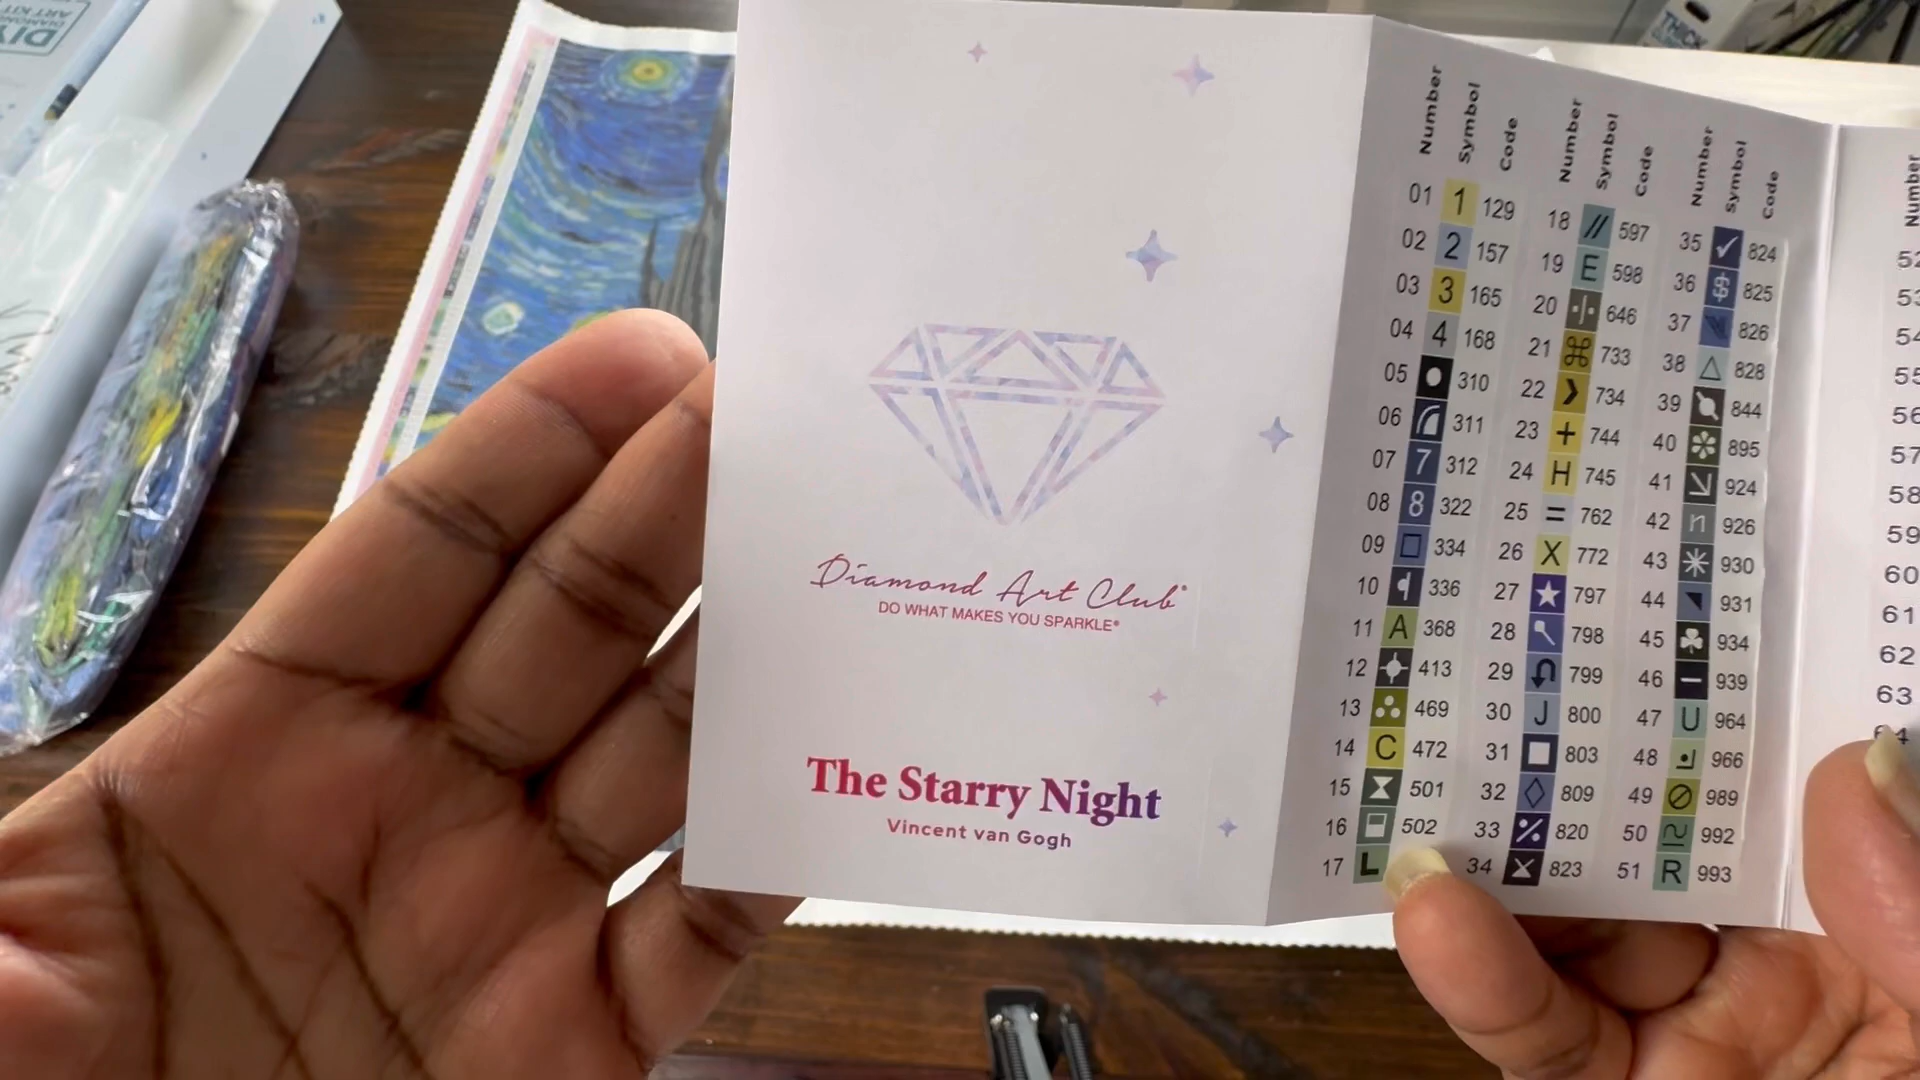 DIY
DIAMOND
ART KIT
THICK
Diamond Art Club®
DO WHAT MAKES YOU SPARKLE®
The Starry Night
Vincent van Gogh
Number Symbol Code Number Symbol Code Number Symbol Code
01 1 129 18 // 597 35 ✓ 824
02 2 157 19 E 598 36 $ 825
03 3 165 20 ·/· 646 37 826
04 4 168 21 ⌘ 733 38 △ 828
05 ● 310 22 ❯ 734 39 844
06 311 23 + 744 40 895
07 7 312 24 H 745 41 ↘ 924
08 8 322 25 = 762 42 n 926
09 □ 334 26 X 772 43 ✳ 930
10 336 27 ★ 797 44 ◥ 931
11 A 368 28 798 45 ♣ 934
12 413 29 799 46 – 939
13 469 30 J 800 47 U 964
14 C 472 31 ■ 803 48 966
15 501 32 ◇ 809 49 ⊘ 989
16 502 33 % 820 50 ≃ 992
17 L 34 823 51 R 993
Number
52
53
54
55
56
57
58
59
60
61
62
63
64